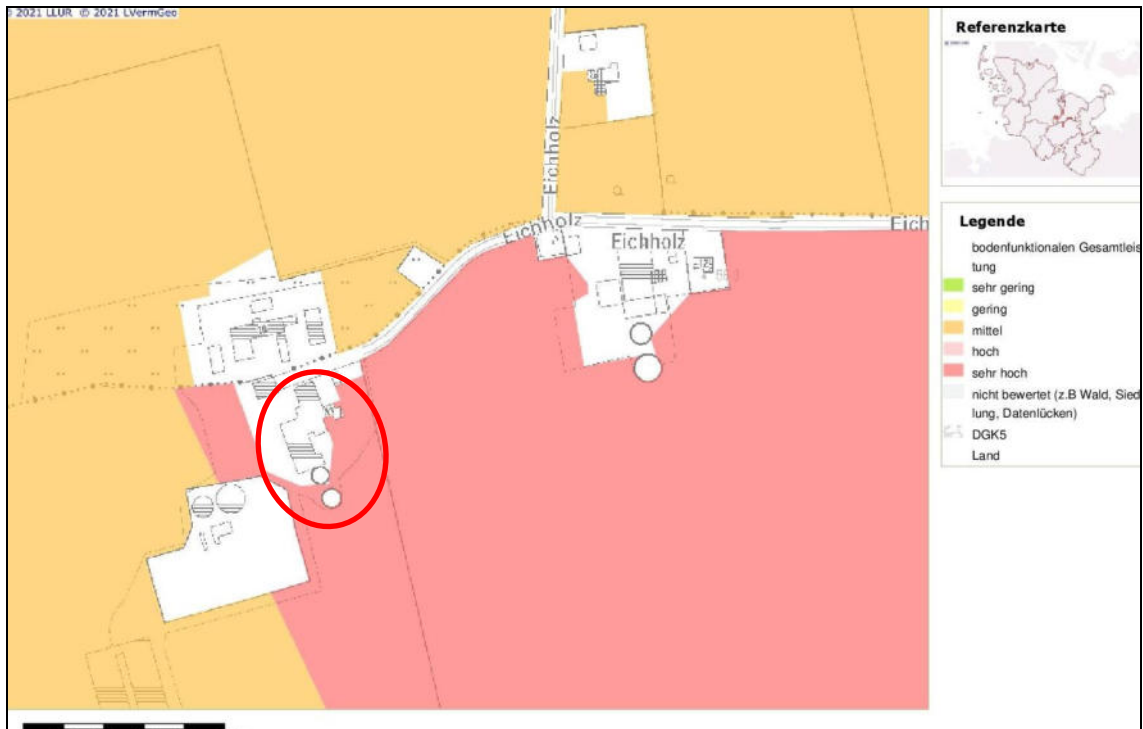 © 2021 LLUR © 2021 LVermGeo
Eichholz
Eichholz
Eichholz
Eichholz
Eich
Referenzkarte
Legende
bodenfunktionalen Gesamtleis
tung
sehr gering
gering
mittel
hoch
sehr hoch
nicht bewertet (z.B Wald, Sied
lung, Datenlücken)
DGK5
Land